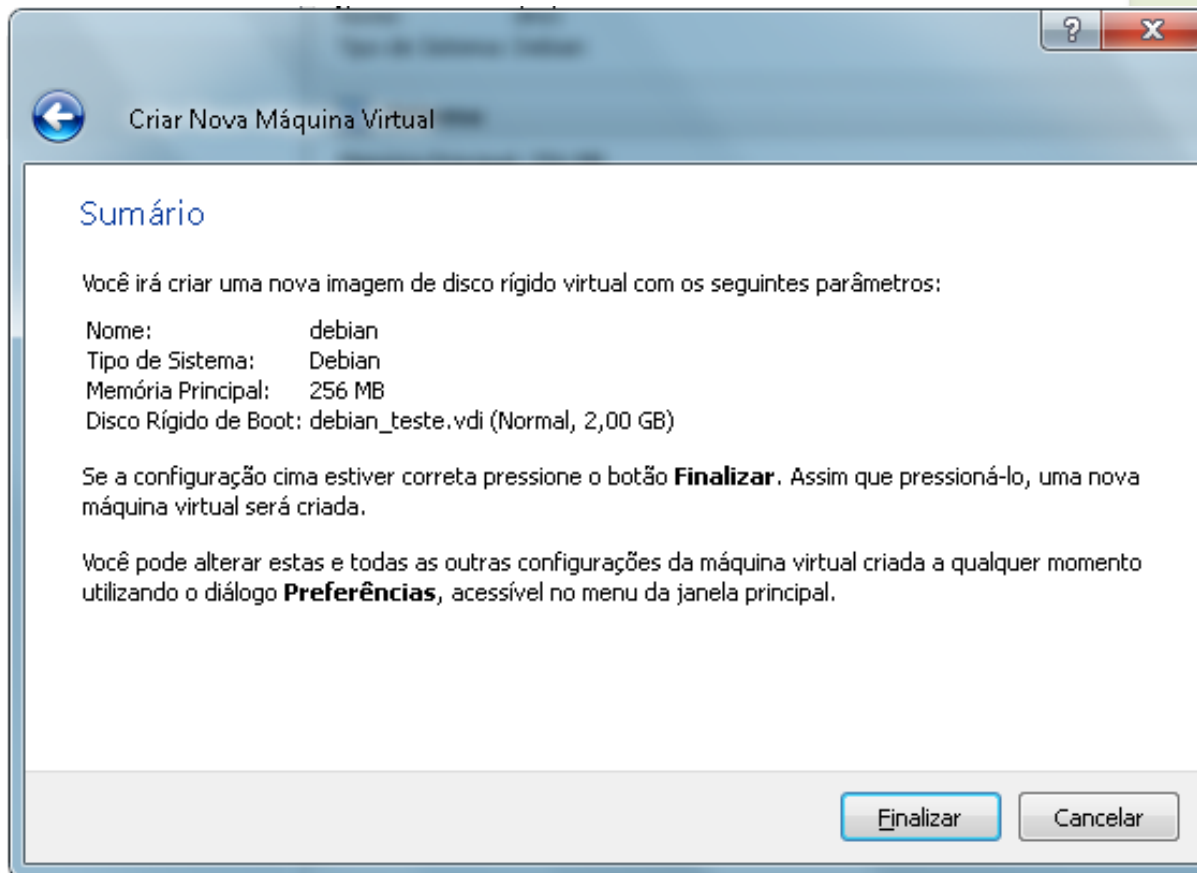 Criar Nova Máquina Virtual
Sumário
Você irá criar uma nova imagem de disco rígido virtual com os seguintes parâmetros:
Nome: debian
Tipo de Sistema: Debian
Memória Principal: 256 MB
Disco Rígido de Boot: debian_teste.vdi (Normal, 2,00 GB)
Se a configuração cima estiver correta pressione o botão Finalizar. Assim que pressioná-lo, uma nova
máquina virtual será criada.
Você pode alterar estas e todas as outras configurações da máquina virtual criada a qualquer momento
utilizando o diálogo Preferências, acessível no menu da janela principal.
Finalizar Cancelar